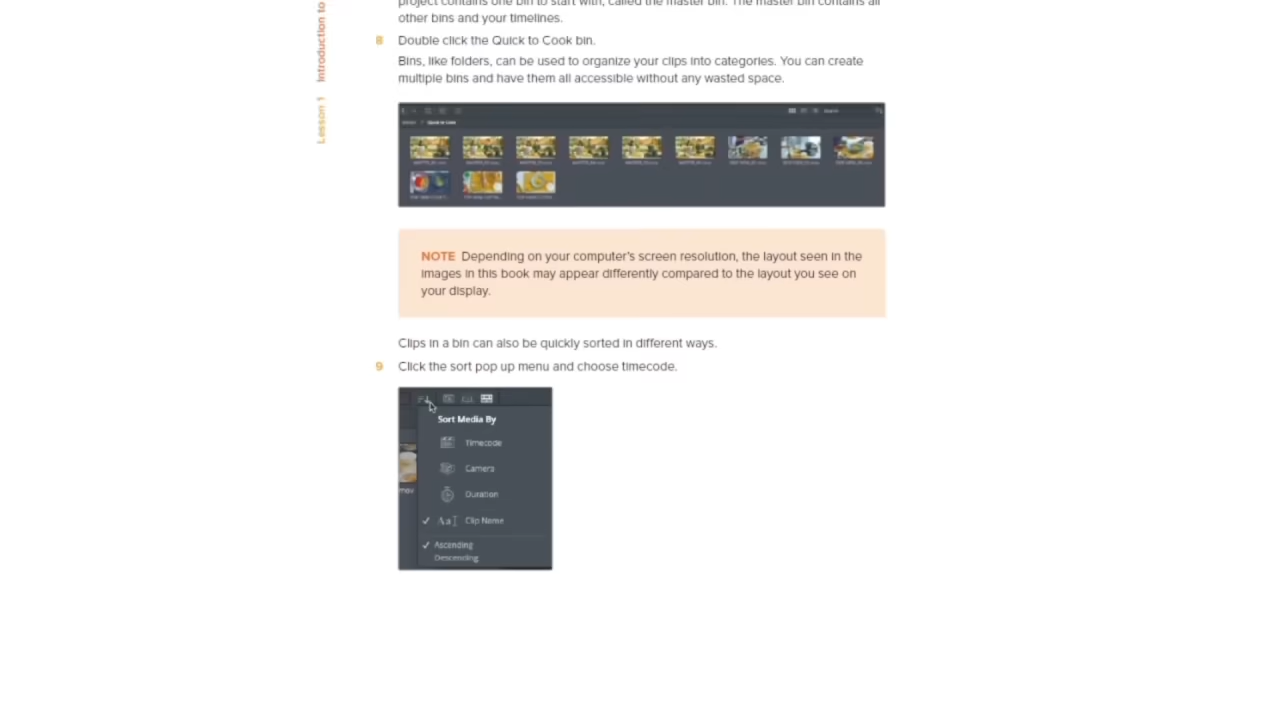 project contains one bin to start with, called the master bin. The master bin contains all
other bins and your timelines.
8 Double click the Quick to Cook bin.
Bins, like folders, can be used to organize your clips into categories. You can create
multiple bins and have them all accessible without any wasted space.
NOTE Depending on your computer's screen resolution, the layout seen in the
images in this book may appear differently compared to the layout you see on
your display.
Clips in a bin can also be quickly sorted in different ways.
9 Click the sort pop up menu and choose timecode.
Sort Media By
Timecode
Camera
Duration
mov
Clip Name
Ascending
Descending
Lesson 1 Introduction to